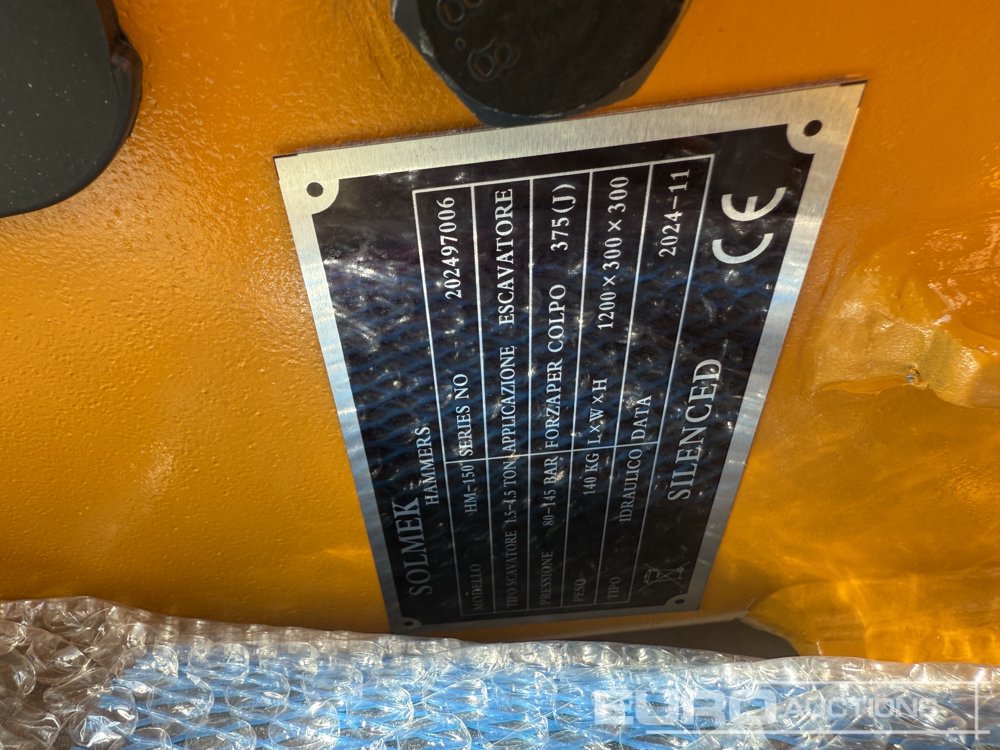 8.8
SOLMEK
HAMMERS
MODELLO HM-150 SERIES NO 202497006
TIPO SCAVATORE 1.5-4.5 TON APPLICAZIONE ESCAVATORE
PRESSIONE 80-145 BAR FORZAPER COLPO 375(J)
PESO 140 KG L×W×H 1200×300×300
TIPO IDRAULICO DATA 2024-11
SILENCED CE
EURO AUCTIONS